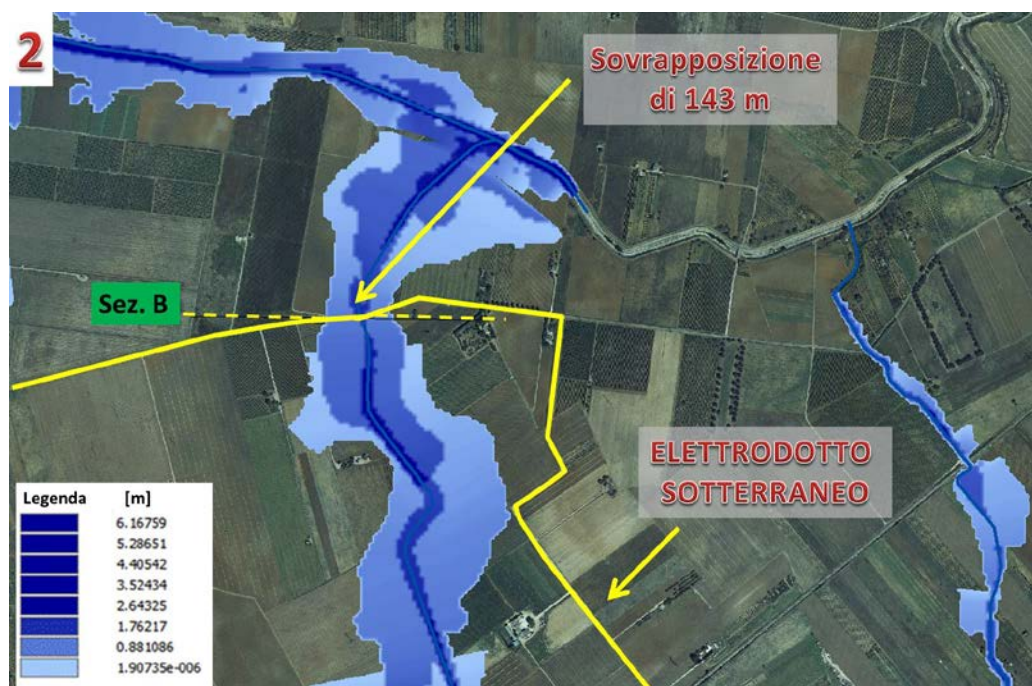 2
Sovrapposizione
di 143 m
Sez. B
ELETTRODOTTO
SOTTERRANEO
Legenda [m]
6.16759
5.28651
4.40542
3.52434
2.64325
1.76217
0.881086
1.90735e-006